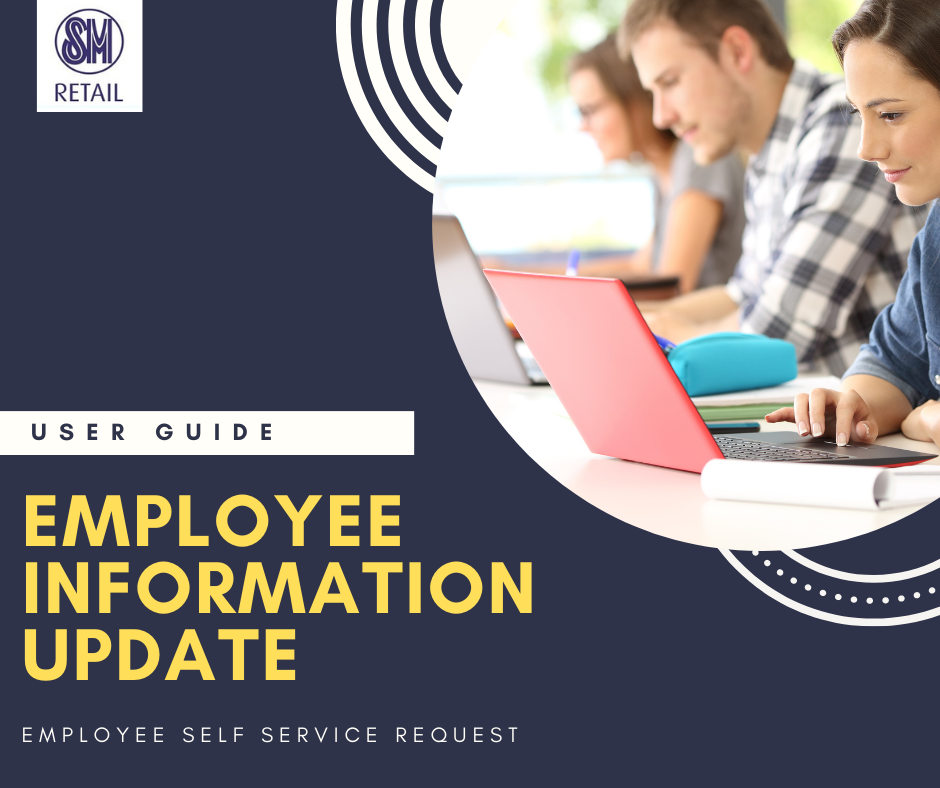 SM
RETAIL
USER GUIDE
EMPLOYEE
INFORMATION
UPDATE
EMPLOYEE SELF SERVICE REQUEST